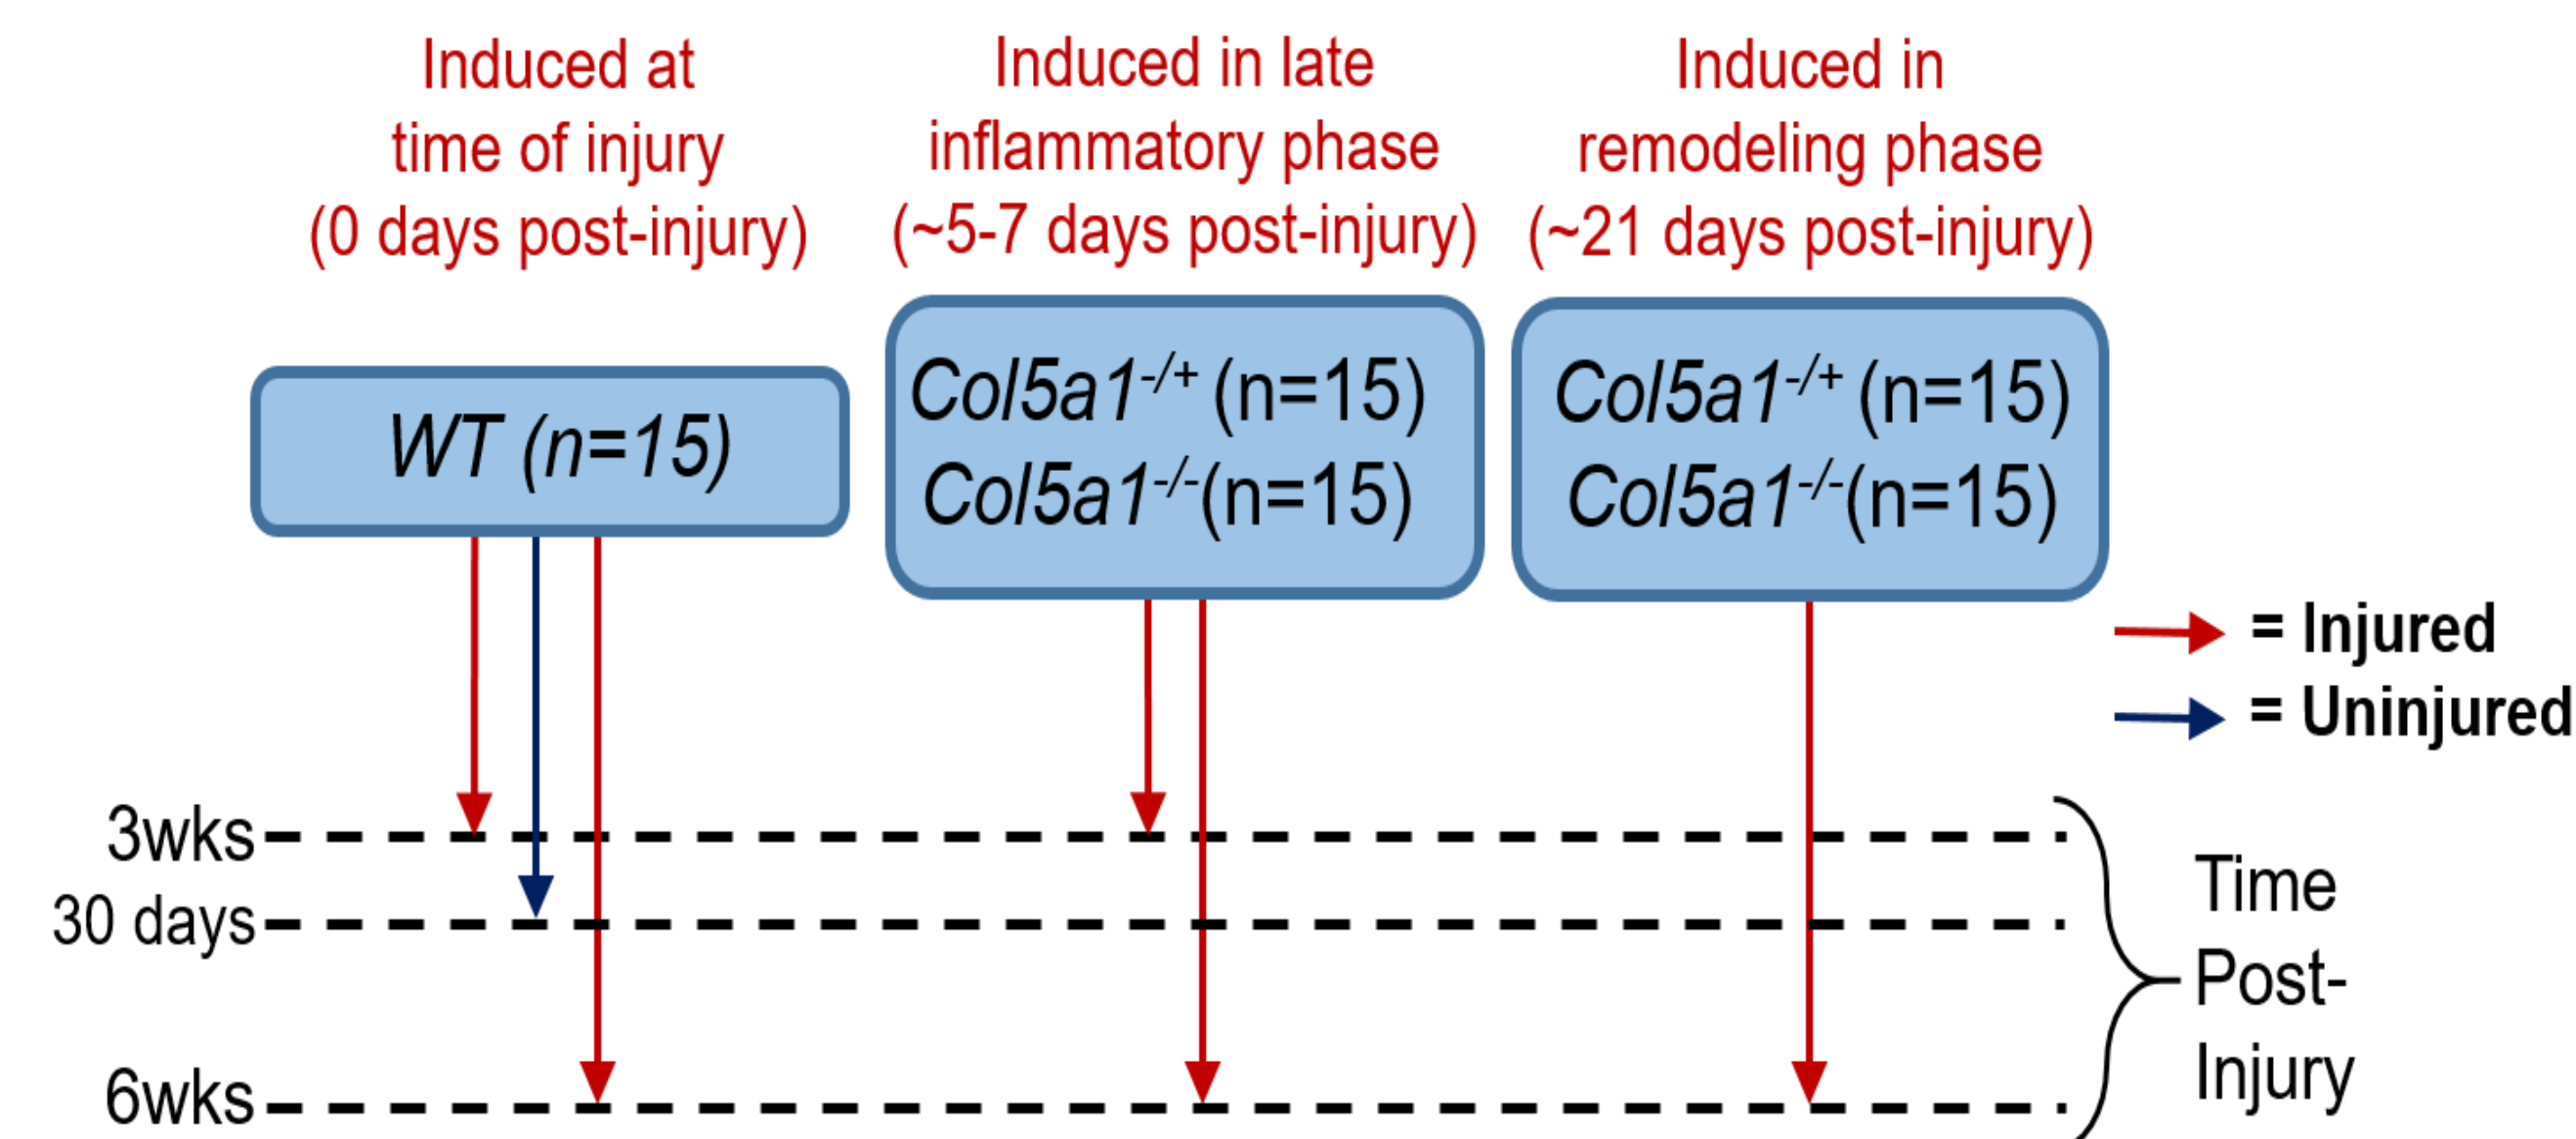 Induced at
time of injury
(0 days post-injury)
Induced in late
inflammatory phase
(~5-7 days post-injury)
Induced in
remodeling phase
(~21 days post-injury)
WT (n=15)
Col5a1-/+ (n=15)
Col5a1-/-(n=15)
Col5a1-/+ (n=15)
Col5a1-/-(n=15)
= Injured
= Uninjured
3wks
30 days
6wks
Time
Post-
Injury